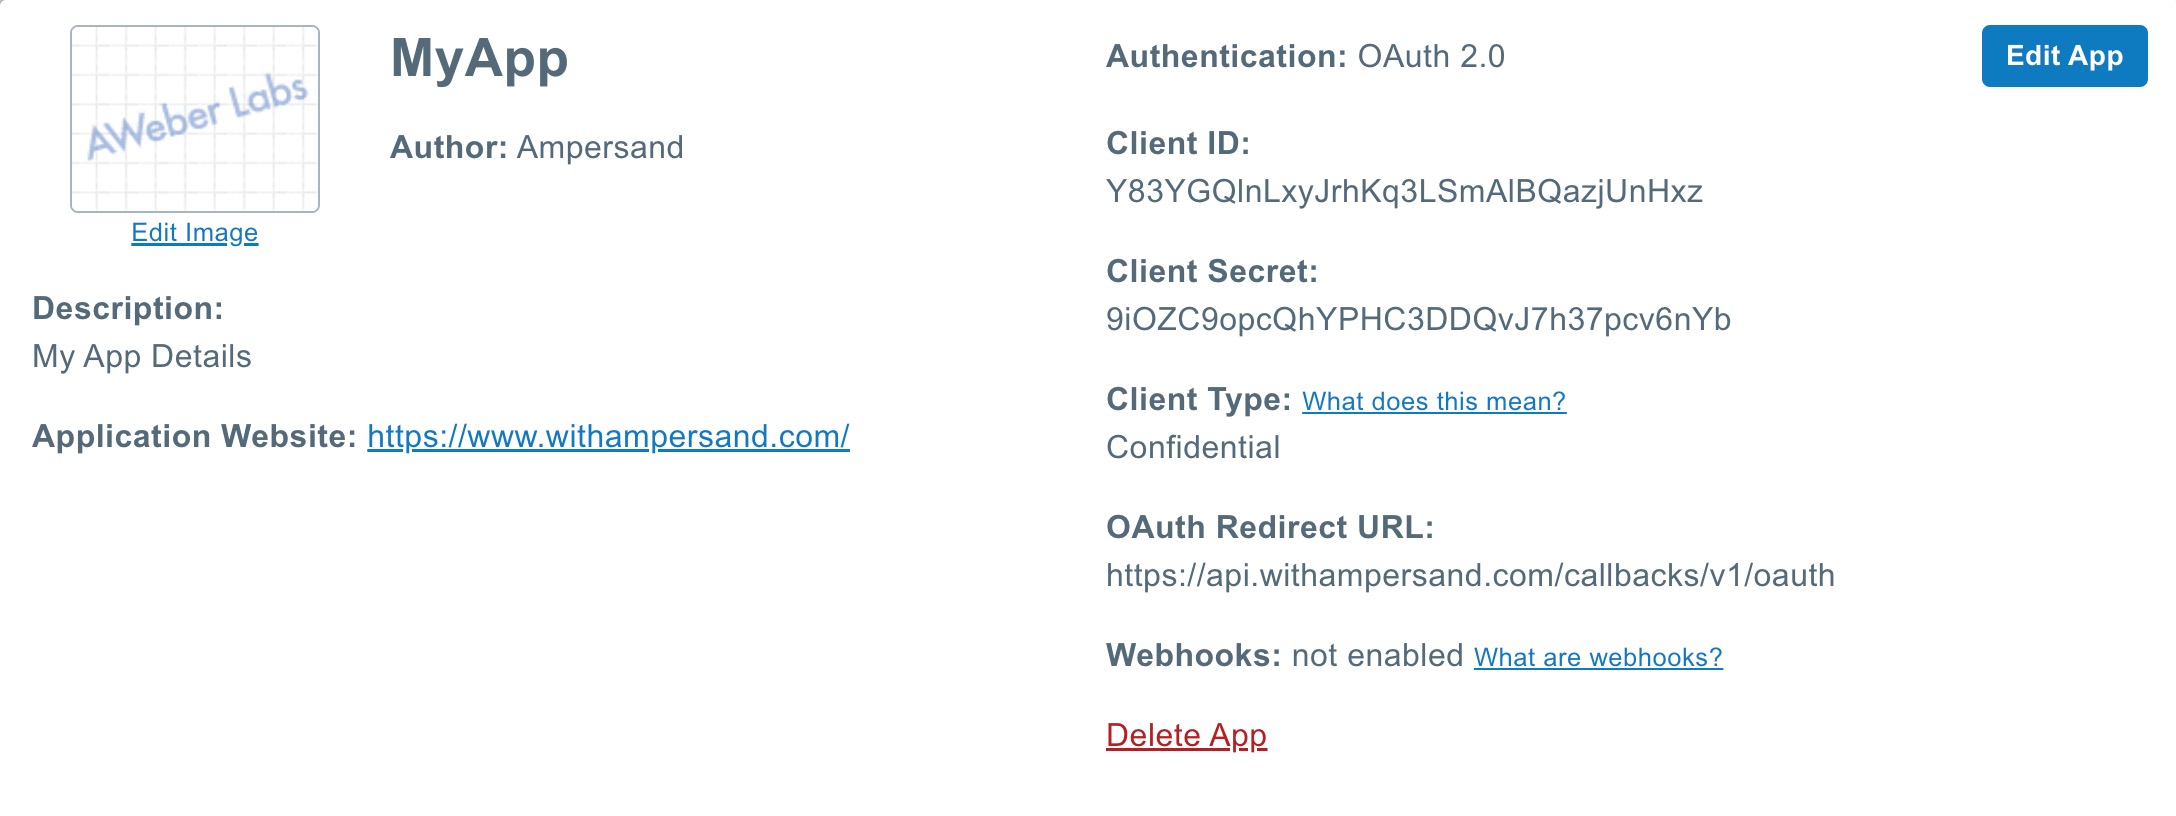 AWeber Labs
Edit Image
MyApp
Author: Ampersand
Description:
My App Details
Application Website: https://www.withampersand.com/
Authentication: OAuth 2.0
Edit App
Client ID:
Y83YGQlnLxyJrhKq3LSmAlBQazjUnHxz
Client Secret:
9iOZC9opcQhYPHC3DDQvJ7h37pcv6nYb
Client Type: What does this mean?
Confidential
OAuth Redirect URL:
https://api.withampersand.com/callbacks/v1/oauth
Webhooks: not enabled What are webhooks?
Delete App